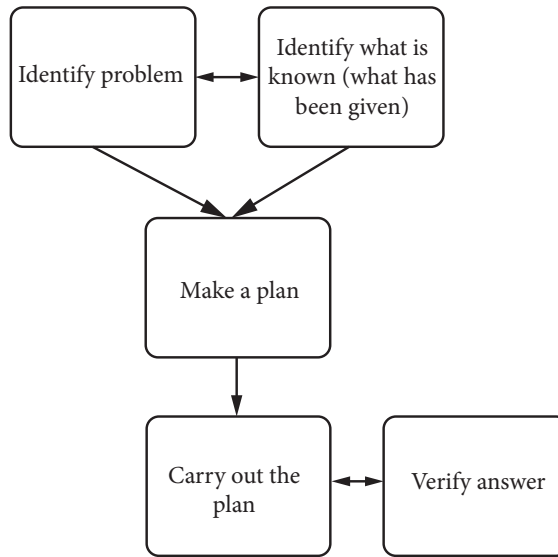 Identify problem
Identify what is
known (what has
been given)
Make a plan
Carry out the
plan
Verify answer